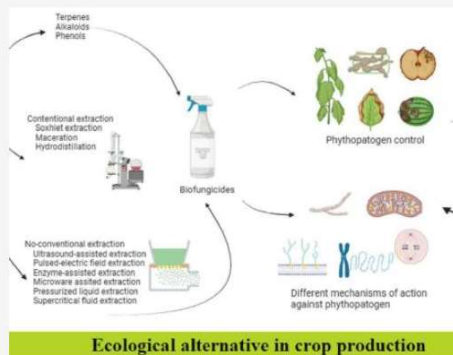 Terpenes
Alkaloids
Phenols
Contentional extraction
Soxhlet extraction
Maceration
Hydrodistillation
Biofungicides
Phythopatogen control
No-conventional extraction
Ultrasound-assisted extraction
Pulsed-electric field extraction
Enzyme-assisted extraction
Microware assited extraction
Pressurized liquid extraction
Supercritical fluid extraction
Different mechanisms of action
against phythopatogen
Ecological alternative in crop production